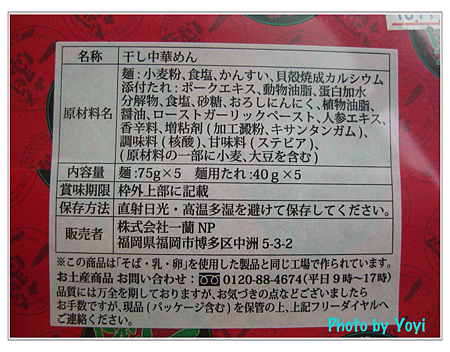 名称 干し中華めん
原材料名
麺:小麦粉、食塩、かんすい、貝殻焼成カルシウム
添付たれ:ポークエキス、動物油脂、蛋白加水
分解物、食塩、砂糖、おろしにんにく、植物油脂、
醤油、ローストガーリックペースト、人参エキス、
香辛料、増粘剤(加工澱粉、キサンタンガム)、
調味料(核酸)、甘味料(ステビア)、
(原材料の一部に小麦、大豆を含む)
内容量 麺:75g×5 麺用たれ:40g×5
賞味期限 枠外上部に記載
保存方法 直射日光・高温多湿を避けて保存してください。
販売者 株式会社一蘭 NP
福岡県福岡市博多区中洲 5-3-2
※この商品は「そば・乳・卵」を使用した製品と同じ工場で作られています。
お土産商品 お問い合わせ: 0120-88-4674(平日9時〜17時)
品質には万全を期しておりますが、お気づきの点などございましたら
お手数ですが、現品(パッケージ含む)を保管の上、上記フリーダイヤルへ
ご連絡ください。
Photo by Yoyi